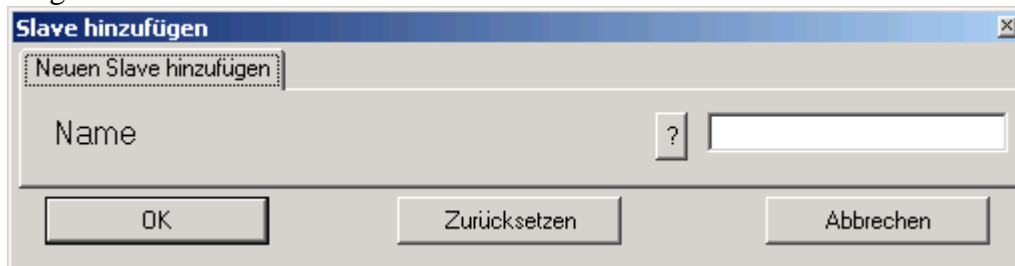 Slave hinzufügen
Neuen Slave hinzufügen
Name ?
OK Zurücksetzen Abbrechen